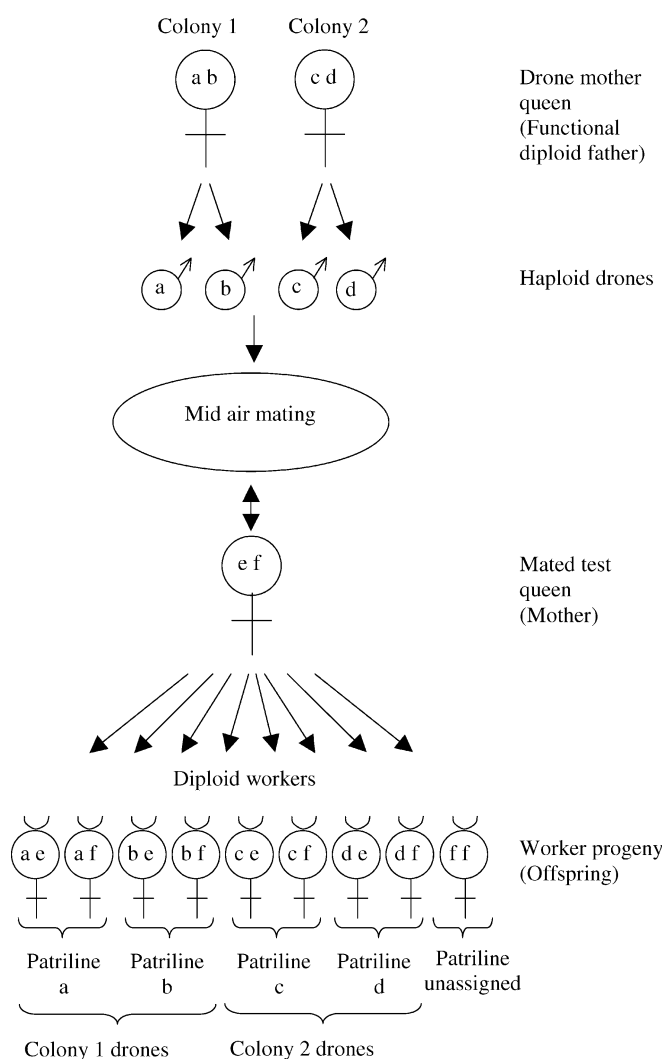 Colony 1 Colony 2
a b c d
Drone mother
queen
(Functional
diploid father)
a b c d
Haploid drones
Mid air mating
e f
Mated test
queen
(Mother)
Diploid workers
a e a f b e b f c e c f d e d f f f
Worker progeny
(Offspring)
Patriline Patriline Patriline Patriline Patriline
a b c d unassigned
Colony 1 drones Colony 2 drones